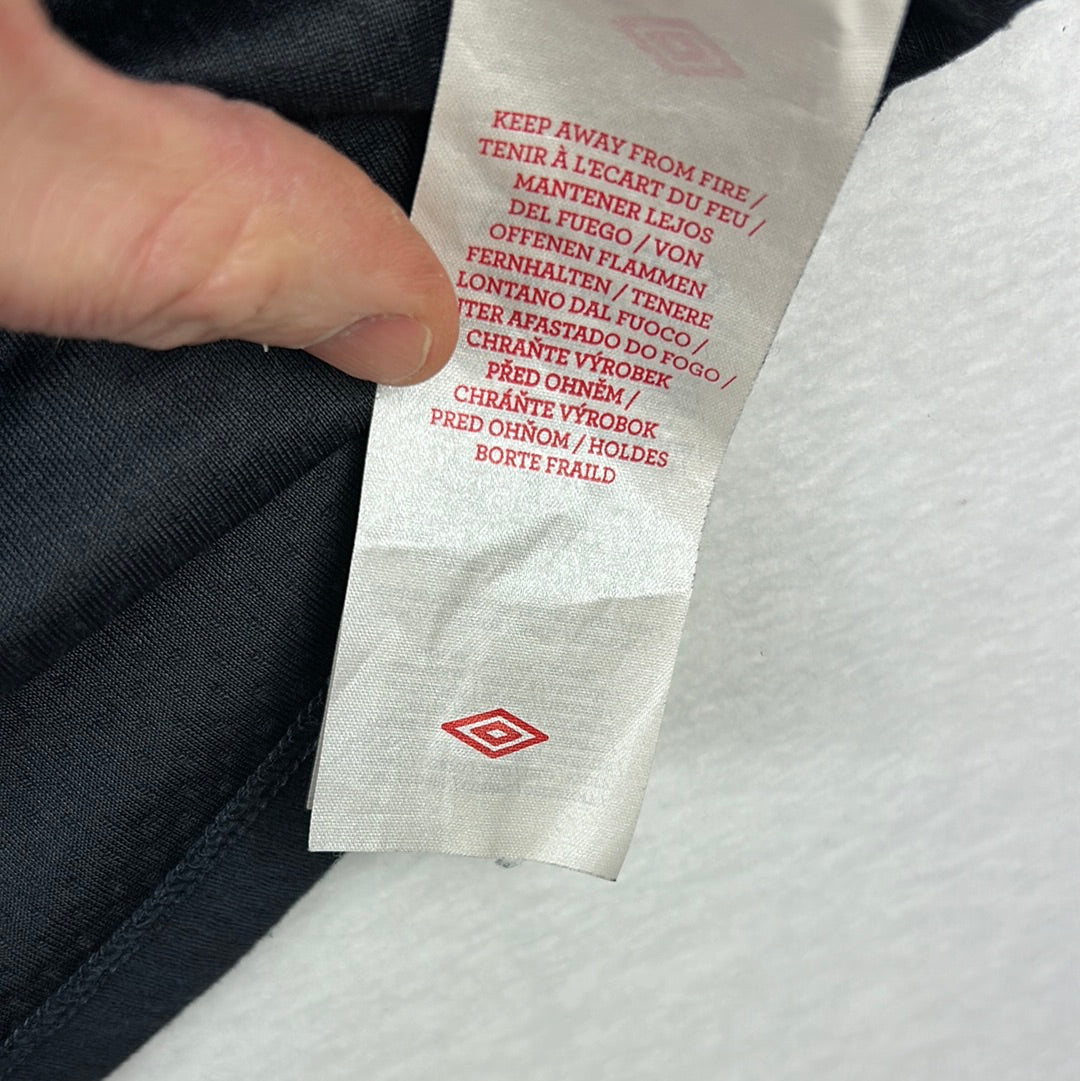 KEEP AWAY FROM FIRE /
TENIR À L'ECART DU FEU /
MANTENER LEJOS
DEL FUEGO / VON
OFFENEN FLAMMEN
FERNHALTEN / TENERE
LONTANO DAL FUOCO /
AFASTADO DO FOGO /
CHRAŇTE VÝROBEK
PŘED OHNĚM /
CHRÁŇTE VÝROBOK
PRED OHŇOM / HOLDES
BORTE FRAILD